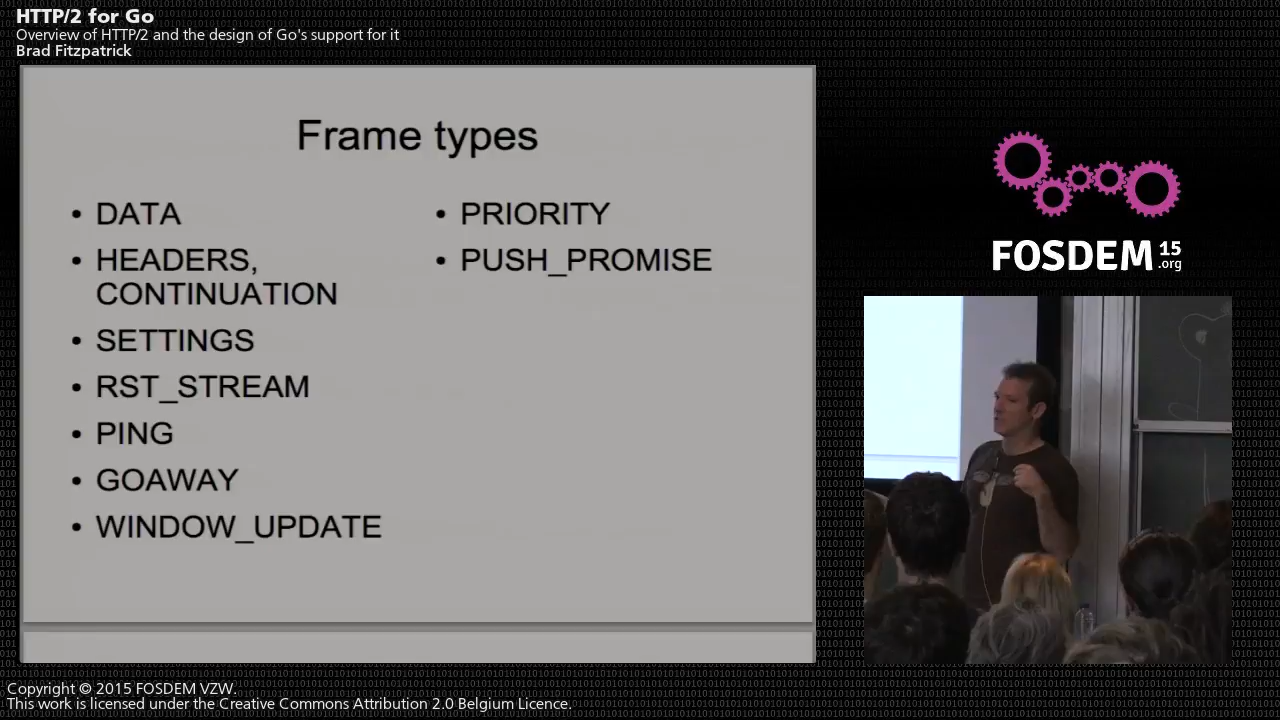 HTTP/2 for Go
Overview of HTTP/2 and the design of Go's support for it
Brad Fitzpatrick
Frame types
• DATA
• HEADERS,
CONTINUATION
• SETTINGS
• RST_STREAM
• PING
• GOAWAY
• WINDOW_UPDATE
• PRIORITY
• PUSH_PROMISE
FOSDEM 15
.org
Copyright © 2015 FOSDEM VZW.
This work is licensed under the Creative Commons Attribution 2.0 Belgium Licence.